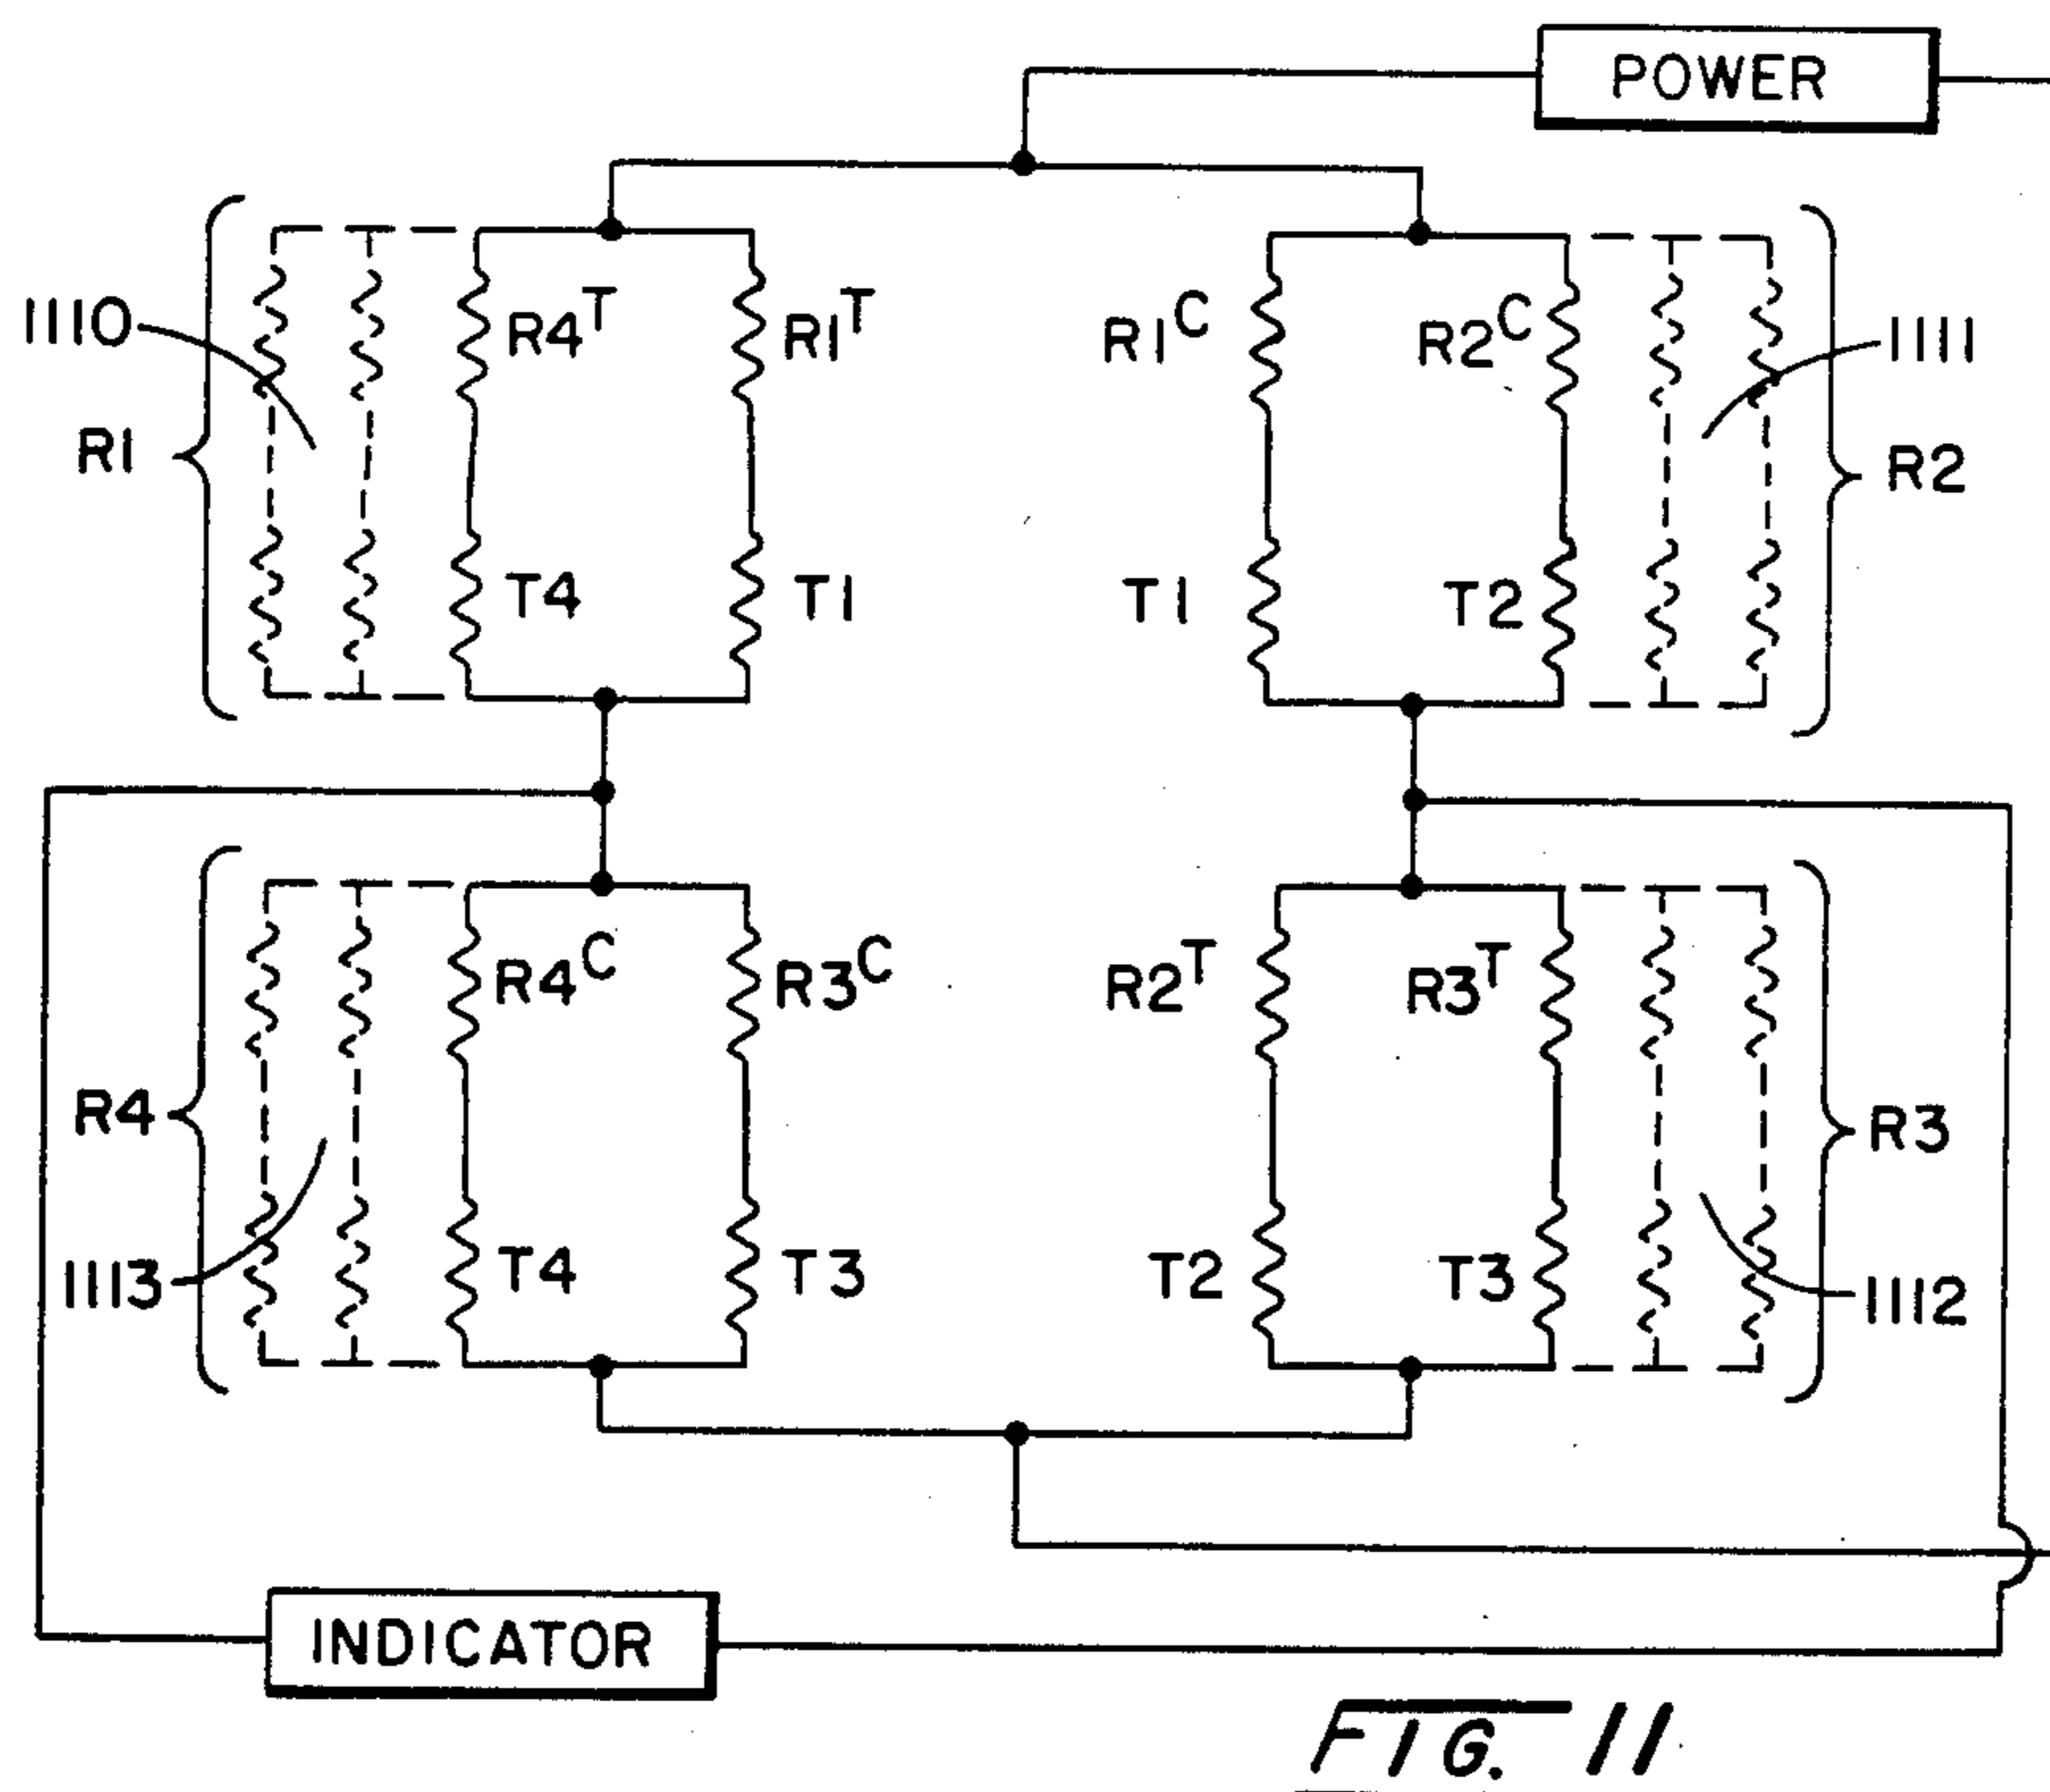 POWER
R4T
R1T
R1C
R2C
1110
1111
R1
R2
T4
T1
T1
T2
R4C
R3C
R2T
R3T
R4
R3
1113
T4
T3
T2
T3
1112
INDICATOR
FIG. 11